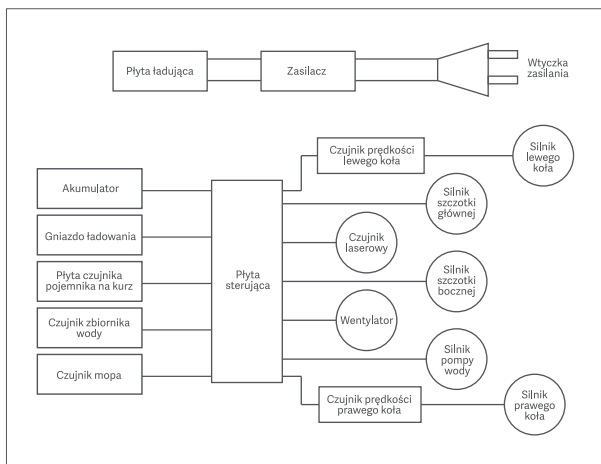 Płyta ładująca
Zasilacz
Wtyczka
zasilania
Czujnik prędkości
lewego koła
Silnik
lewego
koła
Akumulator
Silnik
szczotki
głównej
Gniazdo ładowania
Czujnik
laserowy
Płyta czujnika
pojemnika na kurz
Płyta
sterująca
Silnik
szczotki
bocznej
Czujnik zbiornika
wody
Wentylator
Czujnik mopa
Silnik
pompy
wody
Czujnik prędkości
prawego koła
Silnik
prawego
koła